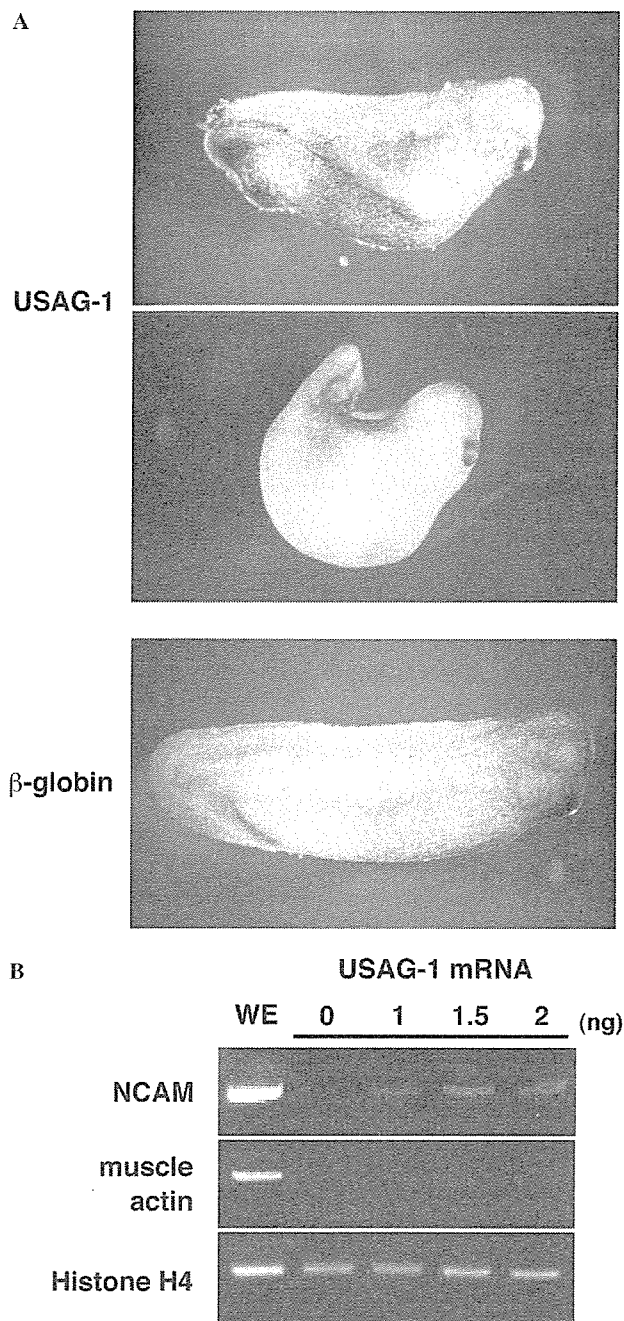 A
USAG-1
β-globin
B
USAG-1 mRNA
WE 0 1 1.5 2 (ng)
NCAM
muscle
actin
Histone H4